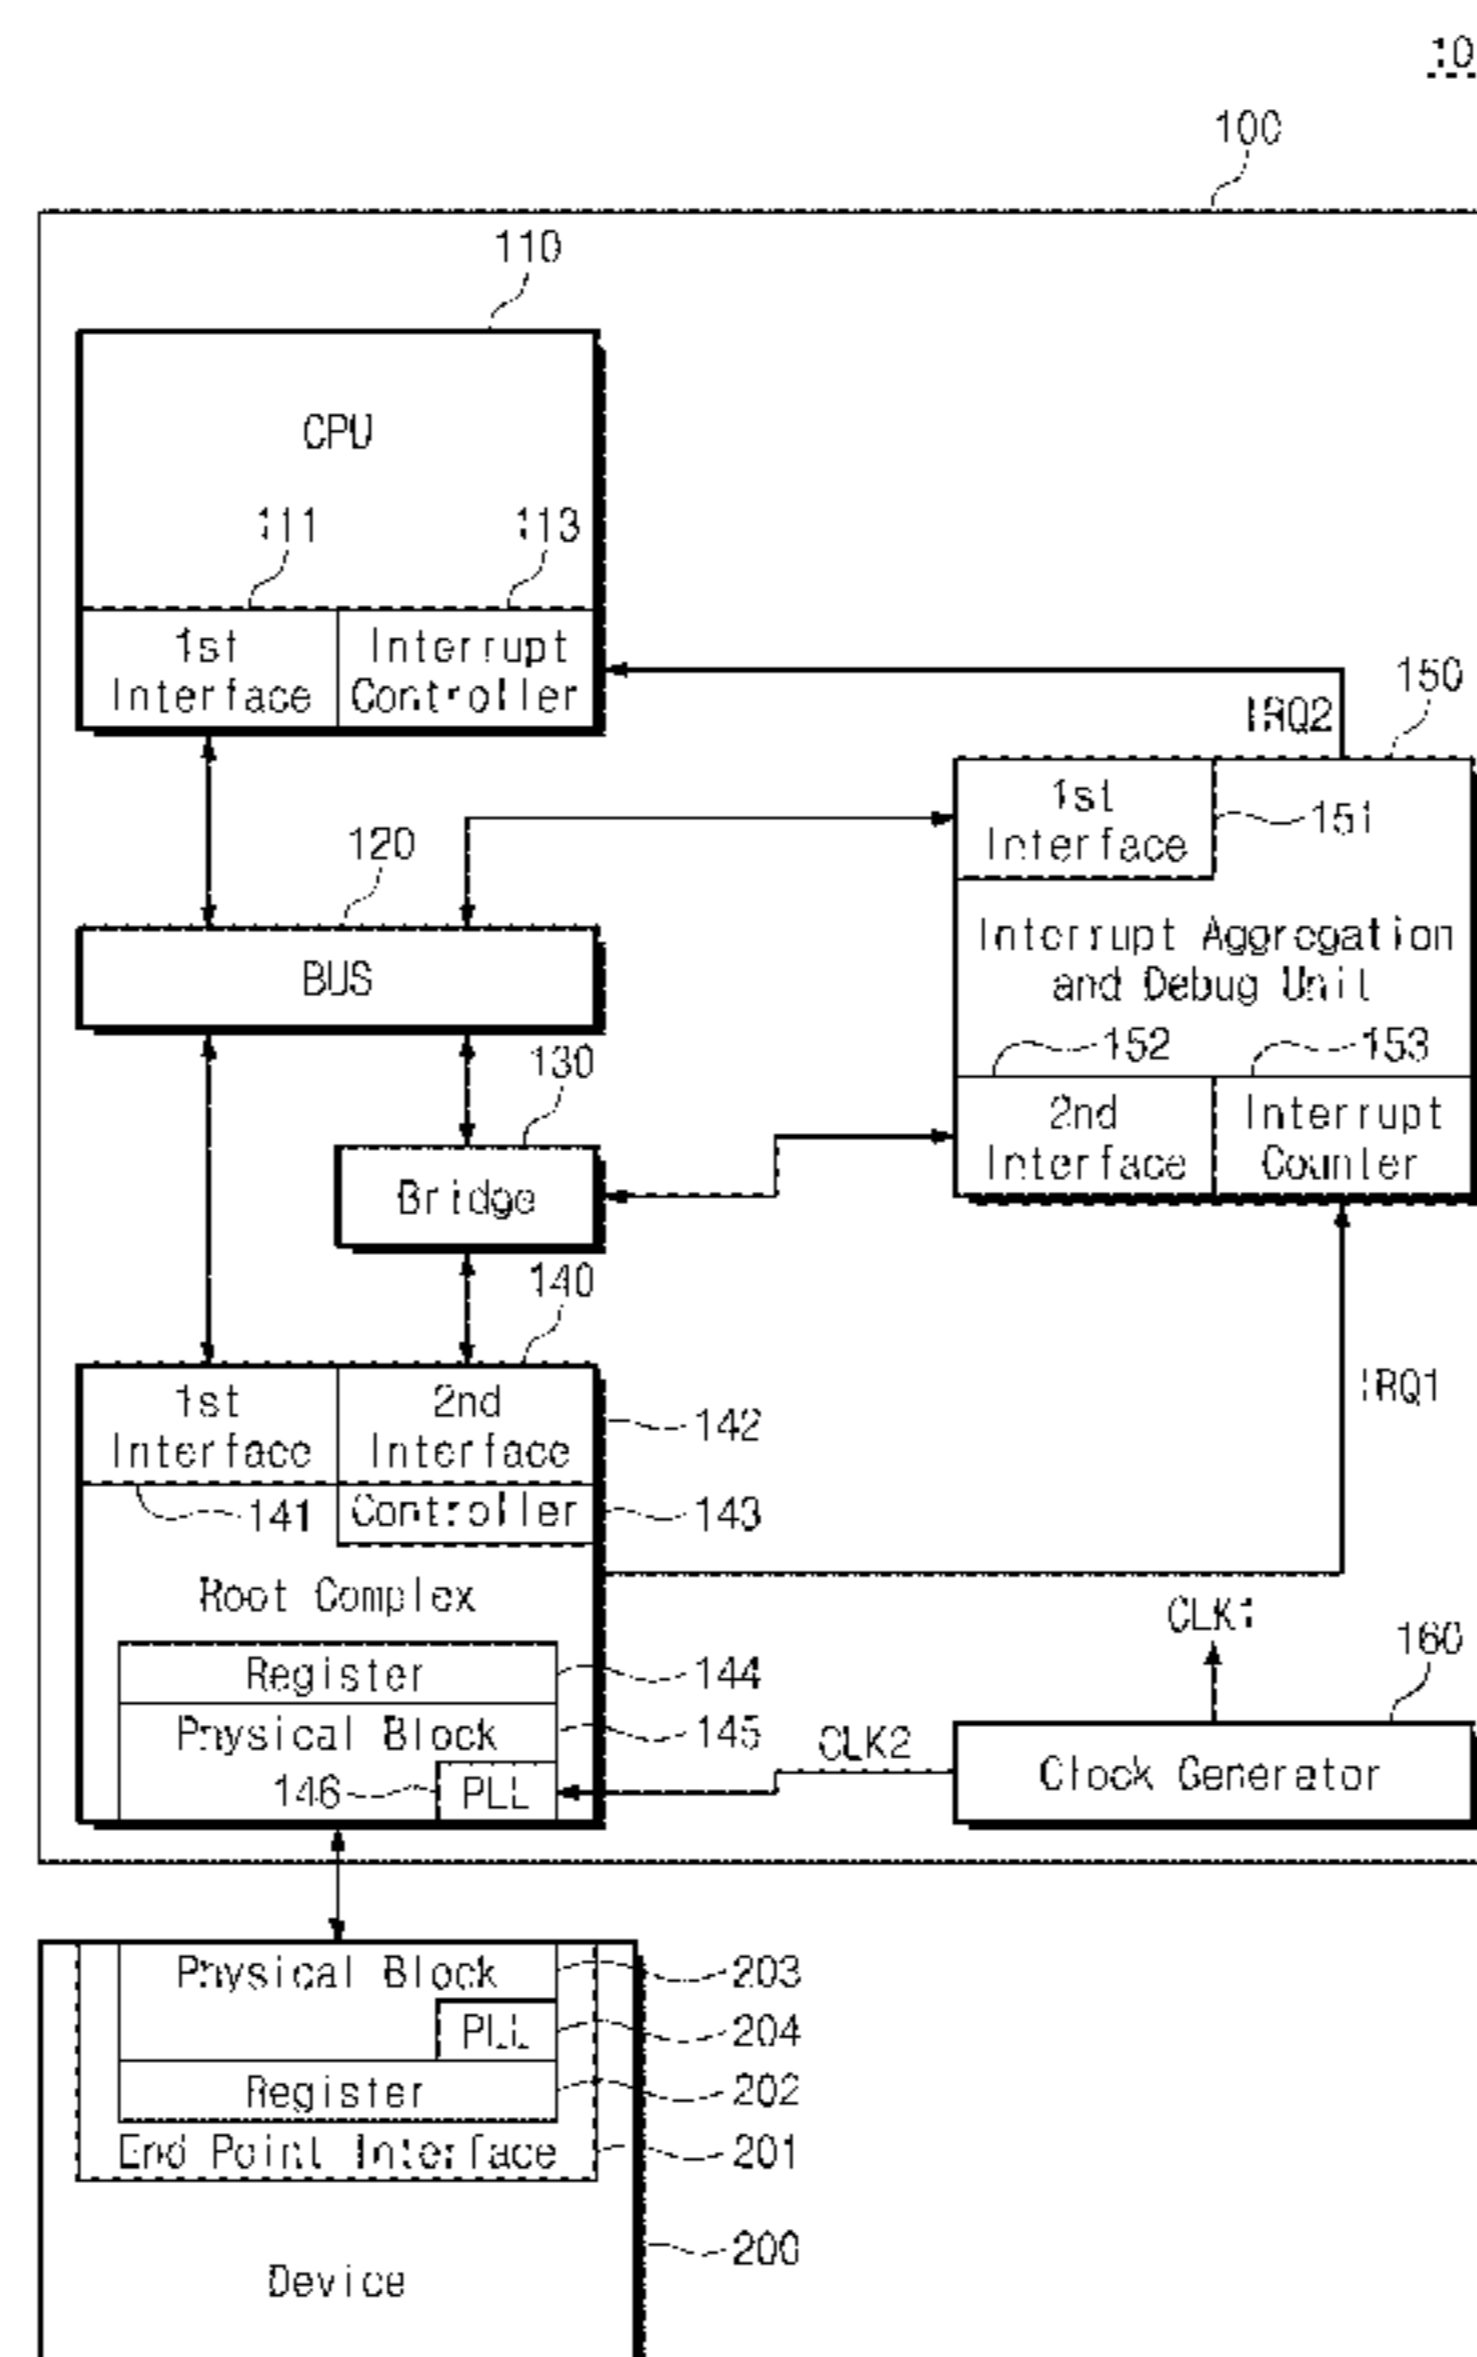 10
100
110
CPU
111
113
1st
Interface
Interrupt
Controller
IRQ2
150
1st
Interface
151
120
BUS
Interrupt Aggregation
and Debug Unit
152
153
130
2nd
Interface
Interrupt
Counter
Bridge
140
IRQ1
1st
Interface
2nd
Interface
142
141
Controller
143
Root Complex
CLK1
160
Register
144
Physical Block
145
CLK2
Clock Generator
146
PLL
Physical Block
203
PLL
204
Register
202
End Point Interface
201
200
Device